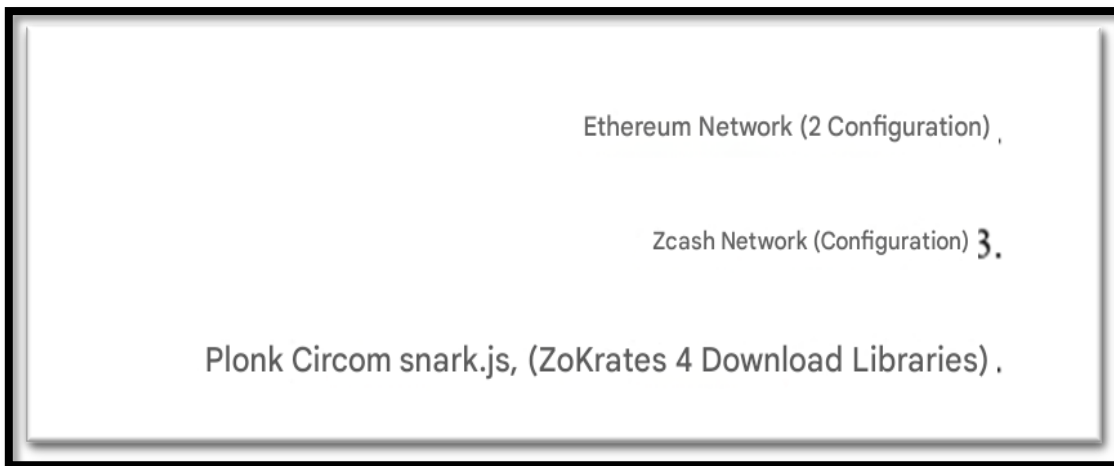 Ethereum Network (2 Configuration) .
Zcash Network (Configuration) 3.
Plonk Circom snark.js, (ZoKrates 4 Download Libraries) .